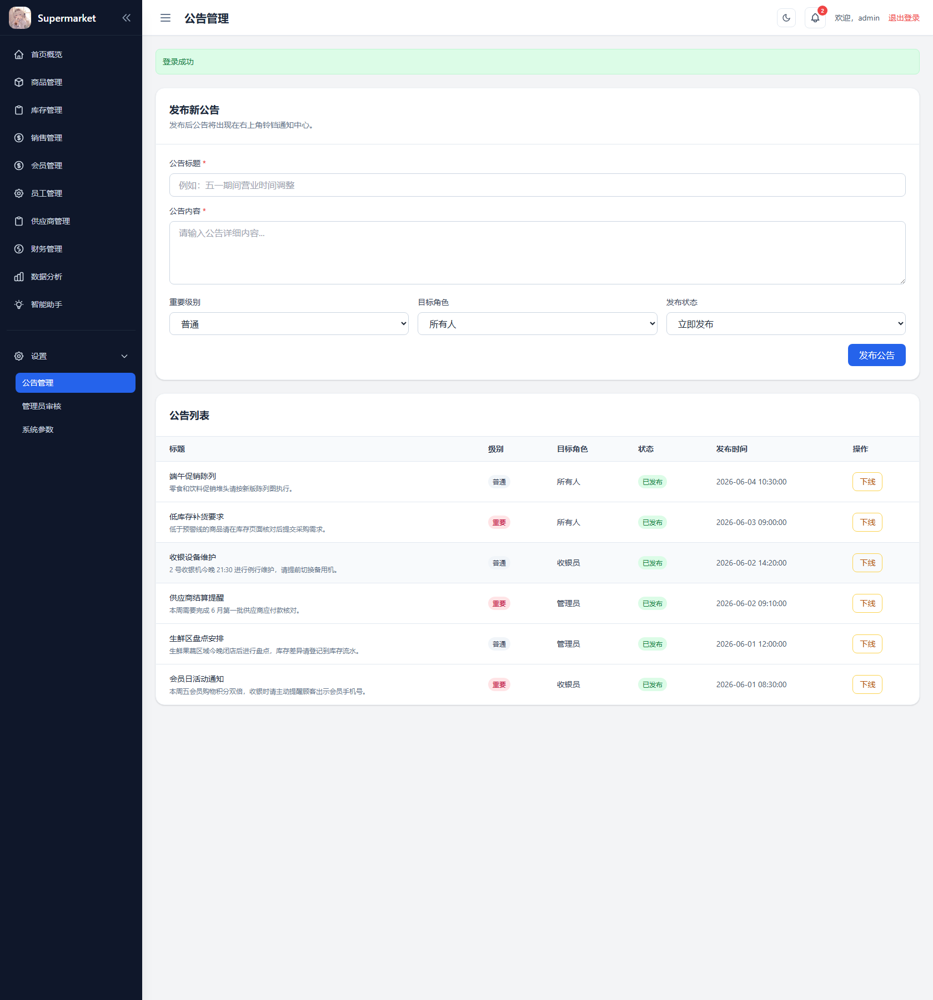 Supermarket
首页概览
商品管理
库存管理
销售管理
会员管理
员工管理
供应商管理
财务管理
数据分析
智能助手
设置
公告管理
管理员审核
系统参数
公告管理
2
欢迎，admin
退出登录
登录成功
发布新公告
发布后公告将出现在右上角铃铛通知中心。
公告标题 *
例如：五一期间营业时间调整
公告内容 *
请输入公告详细内容...
重要级别 目标角色 发布状态
普通 所有人 立即发布
发布公告
公告列表
标题 级别 目标角色 状态 发布时间 操作
端午促销陈列
零食和饮料促销堆头请按新版陈列图执行。
普通 所有人 已发布 2026-06-04 10:30:00 下线
低库存补货要求
低于预警线的商品请在库存页面核对后提交采购需求。
重要 所有人 已发布 2026-06-03 09:00:00 下线
收银设备维护
2 号收银机今晚 21:30 进行例行维护，请提前切换备用机。
普通 收银员 已发布 2026-06-02 14:20:00 下线
供应商结算提醒
本周需要完成 6 月第一批供应商应付款核对。
重要 管理员 已发布 2026-06-02 09:10:00 下线
生鲜区盘点安排
生鲜果蔬区域今晚闭店后进行盘点，库存差异请登记到库存流水。
普通 管理员 已发布 2026-06-01 12:00:00 下线
会员日活动通知
本周五会员购物积分双倍，收银时请主动提醒顾客出示会员手机号。
重要 收银员 已发布 2026-06-01 08:30:00 下线